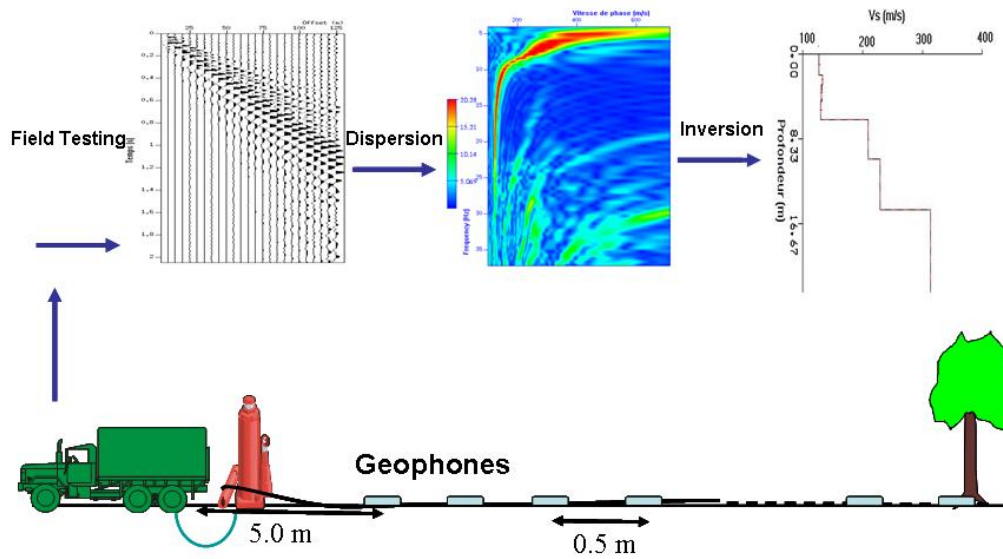 Offset (m)
25 50 75 100 125
0
0.2
0.4
0.6
0.8
1
1.2
1.4
1.6
1.8
2
Temps [s]
Field Testing
Dispersion
Vitesse de phase (m/s)
200 400 600
5
10
15
20
25
30
35
Frequency [Hz]
20.28
15.21
10.14
5.069
Inversion
Vs (m/s)
100 200 300 400
0.00
8.33
16.67
Profondeur (m)
Geophones
5.0 m
0.5 m